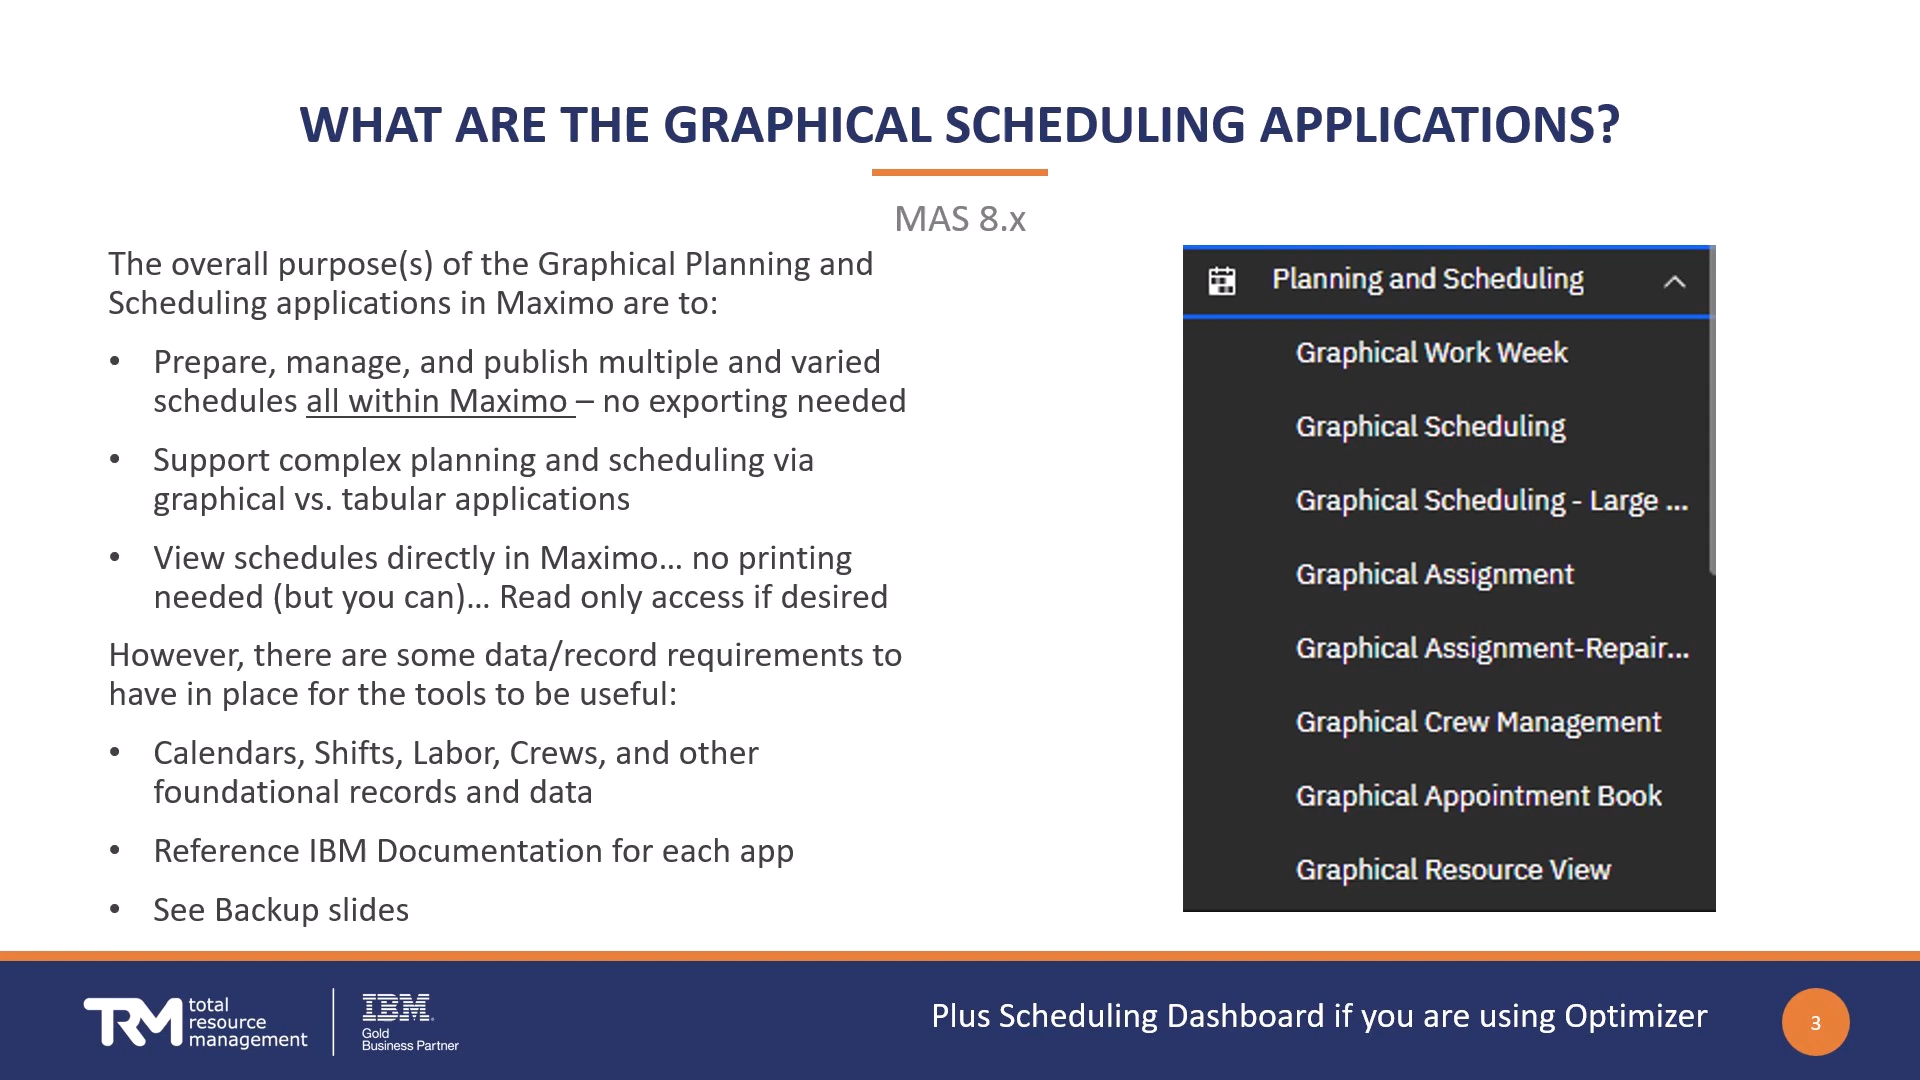 WHAT ARE THE GRAPHICAL SCHEDULING APPLICATIONS?
MAS 8.x
The overall purpose(s) of the Graphical Planning and
Scheduling applications in Maximo are to:
• Prepare, manage, and publish multiple and varied
schedules all within Maximo – no exporting needed
• Support complex planning and scheduling via
graphical vs. tabular applications
• View schedules directly in Maximo... no printing
needed (but you can)... Read only access if desired
However, there are some data/record requirements to
have in place for the tools to be useful:
• Calendars, Shifts, Labor, Crews, and other
foundational records and data
• Reference IBM Documentation for each app
• See Backup slides
Planning and Scheduling
Graphical Work Week
Graphical Scheduling
Graphical Scheduling - Large ...
Graphical Assignment
Graphical Assignment-Repair...
Graphical Crew Management
Graphical Appointment Book
Graphical Resource View
TRM total
resource
management
IBM
Gold
Business Partner
Plus Scheduling Dashboard if you are using Optimizer
3